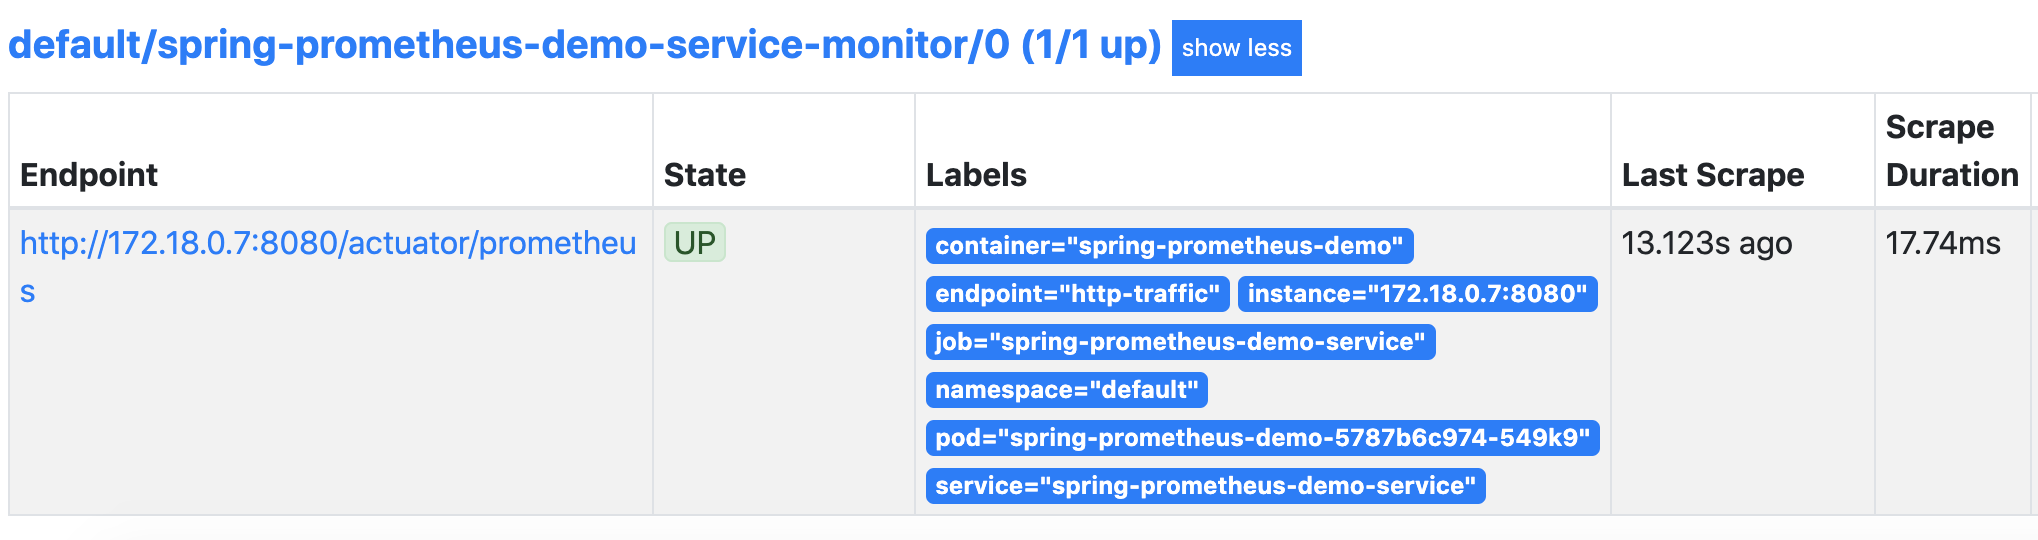 default/spring-prometheus-demo-service-monitor/0 (1/1 up) show less
Endpoint State Labels Last Scrape Scrape Duration
http://172.18.0.7:8080/actuator/prometheu
s
UP
container="spring-prometheus-demo"
endpoint="http-traffic" instance="172.18.0.7:8080"
job="spring-prometheus-demo-service"
namespace="default"
pod="spring-prometheus-demo-5787b6c974-549k9"
service="spring-prometheus-demo-service"
13.123s ago
17.74ms